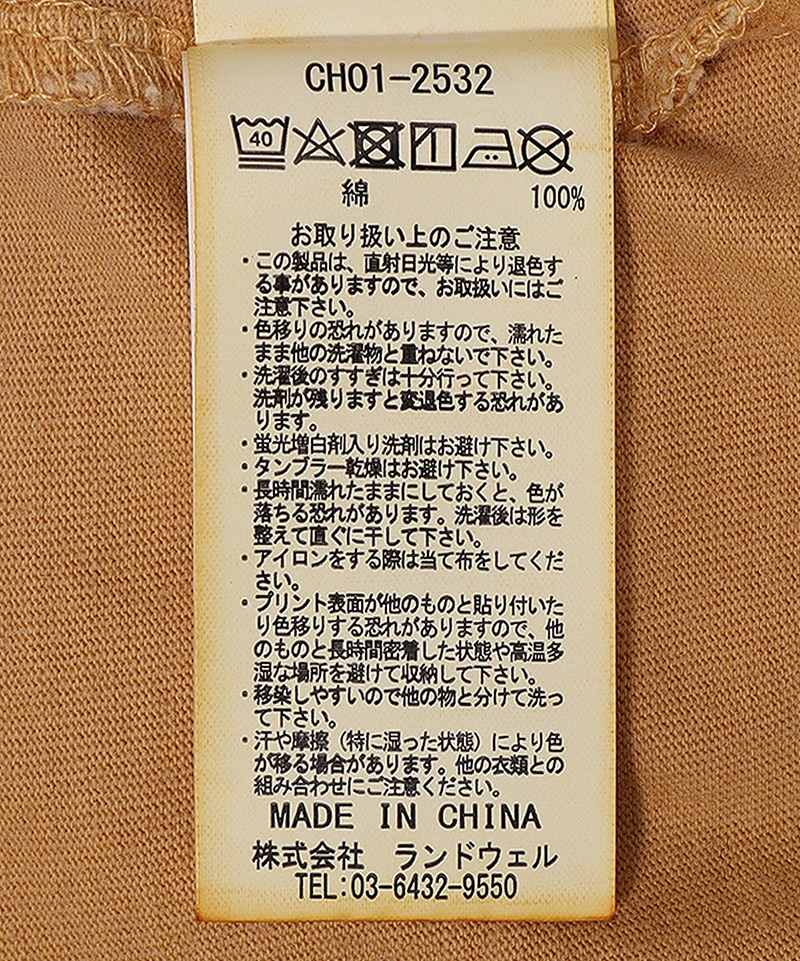 CH01-2532
40
綿 100%
お取り扱い上のご注意
・この製品は、直射日光等により退色す
る事がありますので、お取扱いにはご
注意下さい。
・色移りの恐れがありますので、濡れた
まま他の洗濯物と重ねないで下さい。
・洗濯後のすすぎは十分行って下さい。
洗剤が残りますと変退色する恐れがあ
ります。
・蛍光増白剤入り洗剤はお避け下さい。
・タンブラー乾燥はお避け下さい。
・長時間濡れたままにしておくと、色が
落ちる恐れがあります。洗濯後は形を
整えて直ぐに干して下さい。
・アイロンをする際は当て布をしてくだ
さい。
・プリント表面が他のものと貼り付いた
り色移りする恐れがありますので、他
のものと長時間密着した状態や高温多
湿な場所を避けて収納して下さい。
・移染しやすいので他の物と分けて洗っ
て下さい。
・汗や摩擦（特に湿った状態）により色
が移る場合があります。他の衣類との
組み合わせにご注意ください。
MADE IN CHINA
株式会社 ランドウェル
TEL:03-6432-9550